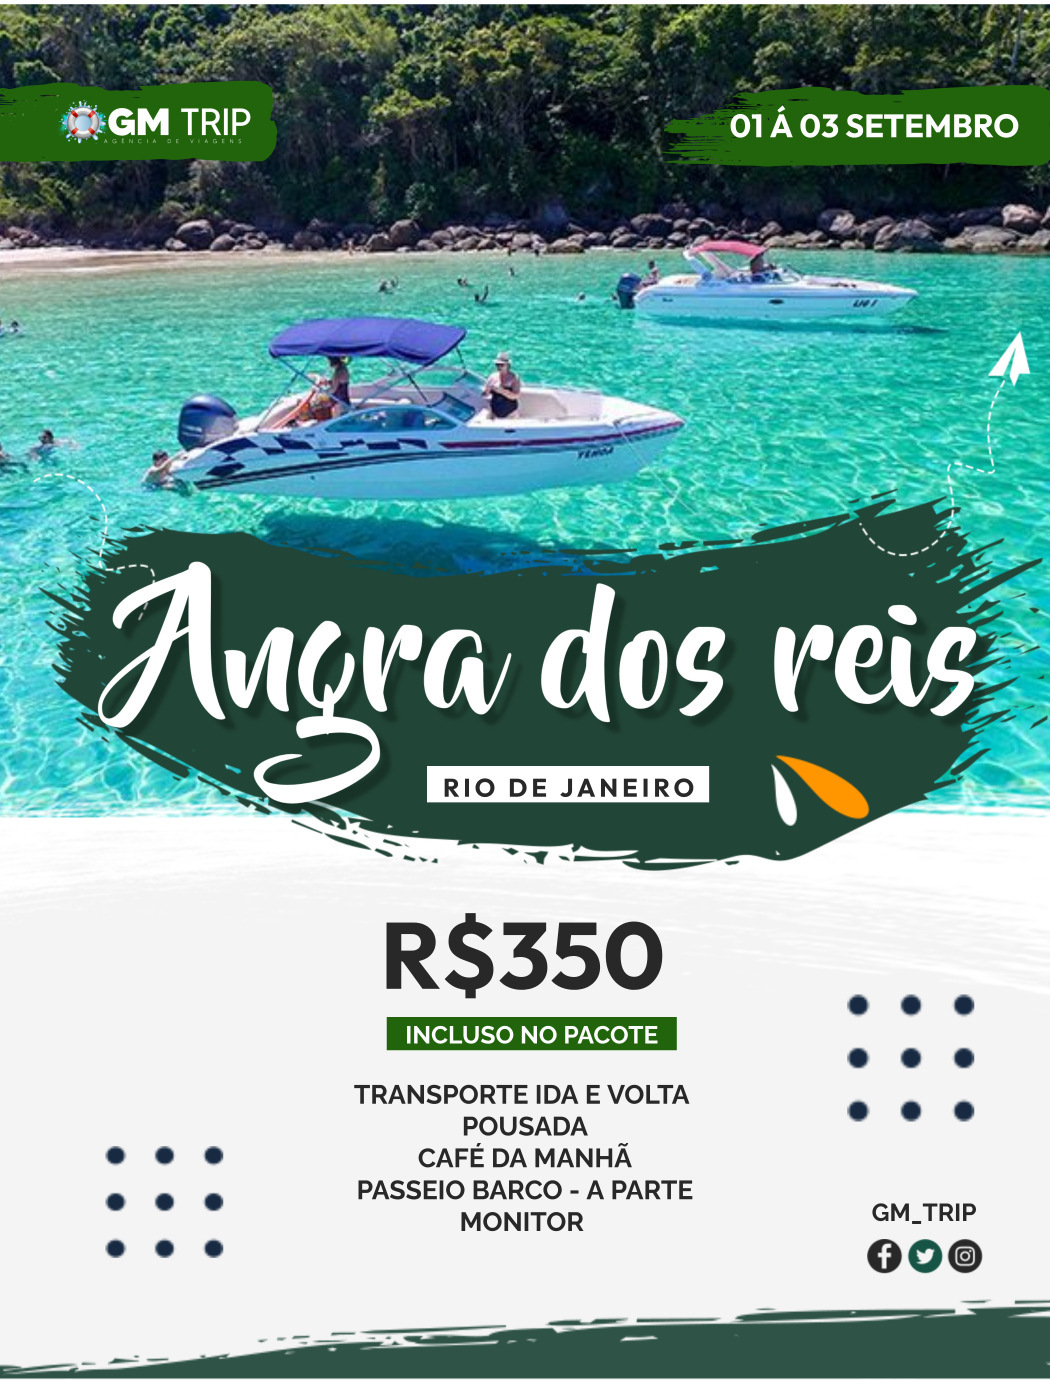 GM TRIP
AGÊNCIA DE VIAGENS
01 Á 03 SETEMBRO
Angra dos reis
RIO DE JANEIRO
R$350
INCLUSO NO PACOTE
TRANSPORTE IDA E VOLTA
POUSADA
CAFÉ DA MANHÃ
PASSEIO BARCO - A PARTE
MONITOR
GM_TRIP